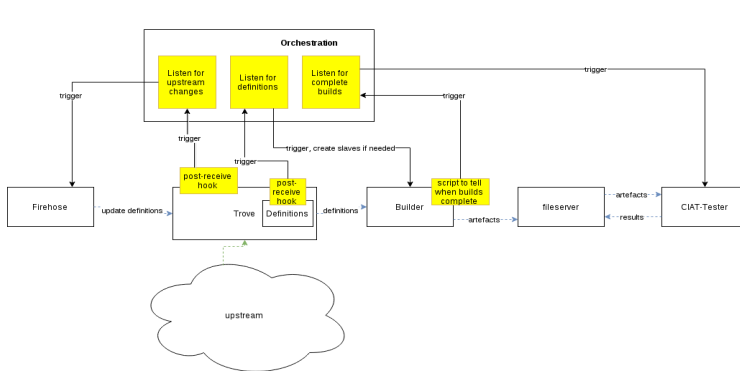 Orchestration
Listen for
upstream
changes
Listen for
definitions
Listen for
complete
builds
trigger
trigger
trigger
trigger
trigger
trigger, create slaves if needed
post-receive
hook
post-
receive
hook
script to tell
when builds
complete
Firehose
update definitions
Trove
Definitions
definitions
Builder
artefacts
fileserver
artefacts
results
CIAT-Tester
upstream